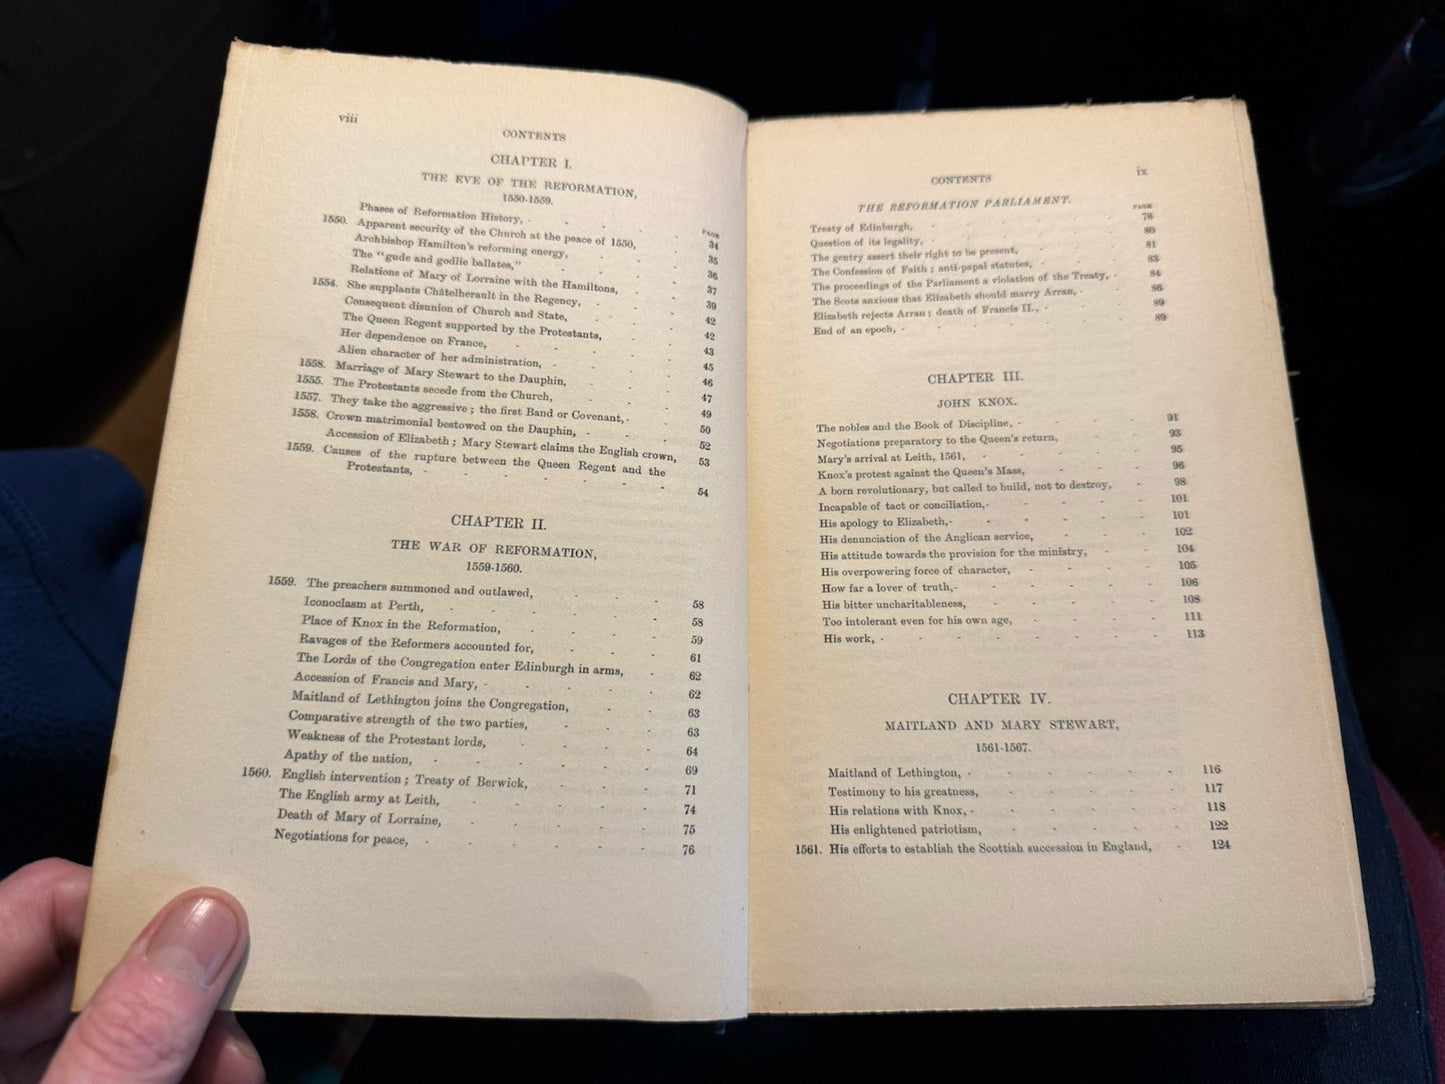 viii
CONTENTS
CHAPTER I.
THE EVE OF THE REFORMATION,
1550-1559.
PAGE
Phases of Reformation History, - - - - 34
1550. Apparent security of the Church at the peace of 1550, - 35
Archbishop Hamilton's reforming energy, - - - 36
The "gude and godlie ballates," - - - - 37
Relations of Mary of Lorraine with the Hamiltons, - - 39
1554. She supplants Châtelherault in the Regency, - - - 42
Consequent disunion of Church and State, - - - 42
The Queen Regent supported by the Protestants, - - 43
Her dependence on France, - - - - 45
Alien character of her administration, - - - - 46
1558. Marriage of Mary Stewart to the Dauphin, - - - 47
1555. The Protestants secede from the Church, - - - 49
1557. They take the aggressive; the first Band or Covenant, - - - 50
1558. Crown matrimonial bestowed on the Dauphin, - - - 52
Accession of Elizabeth; Mary Stewart claims the English crown, 53
1559. Causes of the rupture between the Queen Regent and the
Protestants, - - - - - - - 54
CHAPTER II.
THE WAR OF REFORMATION,
1559-1560.
1559. The preachers summoned and outlawed, - - - 58
Iconoclasm at Perth, - - - - - - 58
Place of Knox in the Reformation, - - - - 59
Ravages of the Reformers accounted for, - - - 61
The Lords of the Congregation enter Edinburgh in arms, - 62
Accession of Francis and Mary, - - - - - 62
Maitland of Lethington joins the Congregation, - - 63
Comparative strength of the two parties, - - - 63
Weakness of the Protestant lords, - - - - 64
Apathy of the nation, - - - - - - 69
1560. English intervention; Treaty of Berwick, - - - 71
The English army at Leith, - - - - - 74
Death of Mary of Lorraine, - - - - - 75
Negotiations for peace, - - - - - - 76
CONTENTS
ix
THE REFORMATION PARLIAMENT.
PAGE
Treaty of Edinburgh, - - - - - - 78
Question of its legality, - - - - - - 80
The gentry assert their right to be present, - - - 81
The Confession of Faith; anti-papal statutes, - - - 83
The proceedings of the Parliament a violation of the Treaty, - 84
The Scots anxious that Elizabeth should marry Arran, - - 86
Elizabeth rejects Arran; death of Francis II., - - - 89
End of an epoch, - - - - - - 89
CHAPTER III.
JOHN KNOX.
The nobles and the Book of Discipline, - - - - 91
Negotiations preparatory to the Queen's return, - - - 93
Mary's arrival at Leith, 1561, - - - - - 95
Knox's protest against the Queen's Mass, - - - - 96
A born revolutionary, but called to build, not to destroy, - 98
Incapable of tact or conciliation, - - - - - 101
His apology to Elizabeth, - - - - - - 101
His denunciation of the Anglican service, - - - 102
His attitude towards the provision for the ministry, - - 104
His overpowering force of character, - - - - 105
How far a lover of truth, - - - - - - 106
His bitter uncharitableness, - - - - - 108
Too intolerant even for his own age, - - - - 111
His work, - - - - - - - 113
CHAPTER IV.
MAITLAND AND MARY STEWART,
1561-1567.
Maitland of Lethington, - - - - - - 116
Testimony to his greatness, - - - - - 117
His relations with Knox, - - - - - - 118
His enlightened patriotism, - - - - - 122
1561. His efforts to establish the Scottish succession in England, - 124